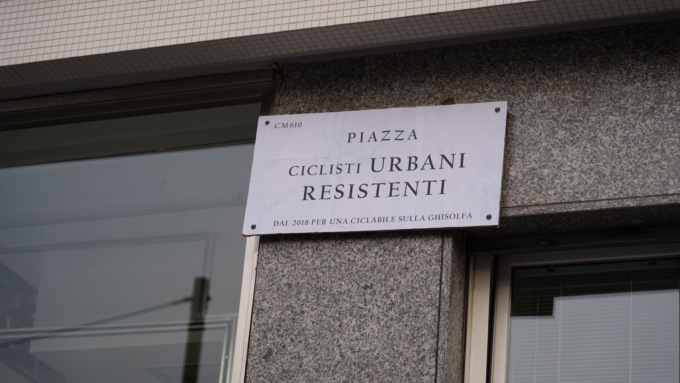 CM610
PIAZZA
CICLISTI URBANI
RESISTENTI
DAL 2018 PER UNA CICLABILE SULLA GHISOLFA